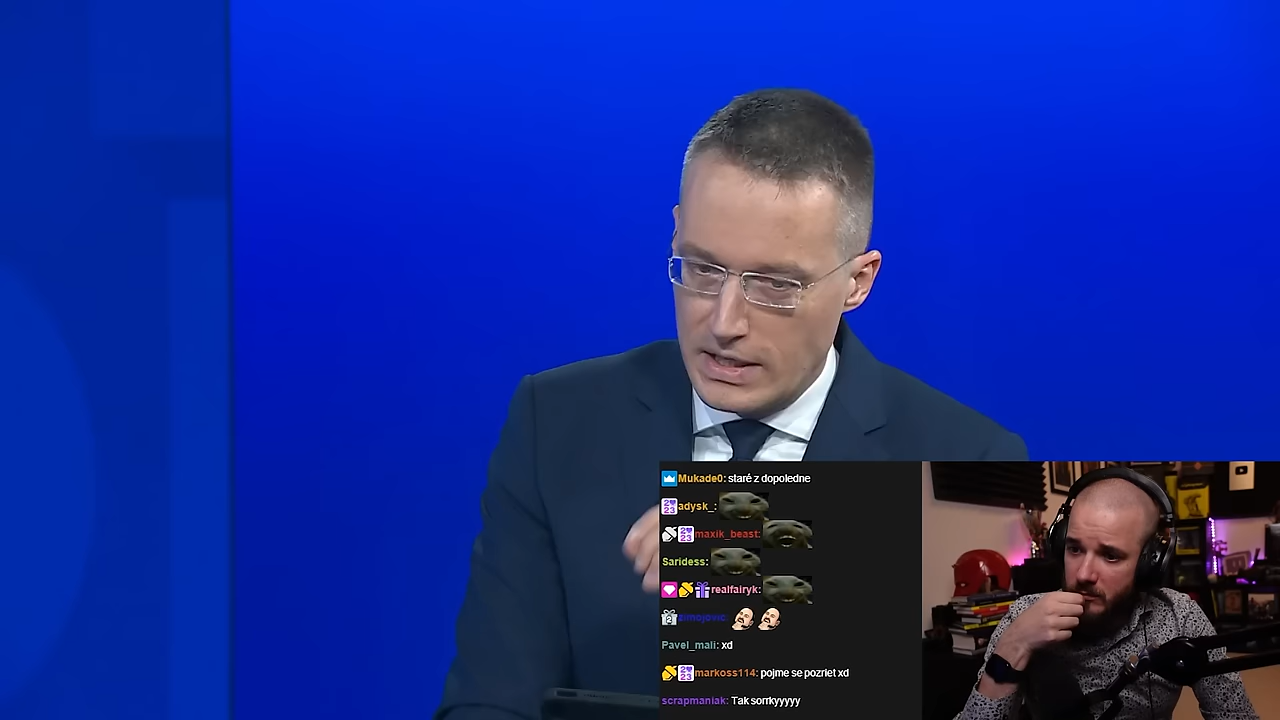 Mukade0: staré z dopoledne
adysk_:
maxik_beast:
Saridess:
realfairyk:
Pavel_mali: xd
markoss114: pojme se pozriet xd
scrapmaniak: Tak sorrkyyyyy